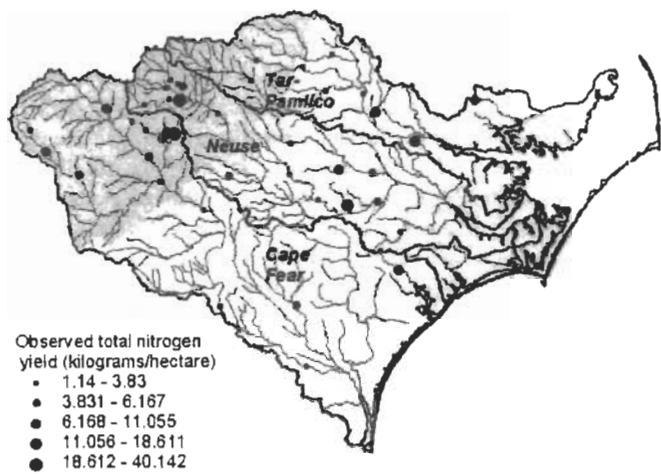 Tar-
Pamlico
Neuse
Cape
Fear
Observed total nitrogen
yield (kilograms/hectare)
1.14 - 3.83
3.831 - 6.167
6.168 - 11.055
11.056 - 18.611
18.612 - 40.142